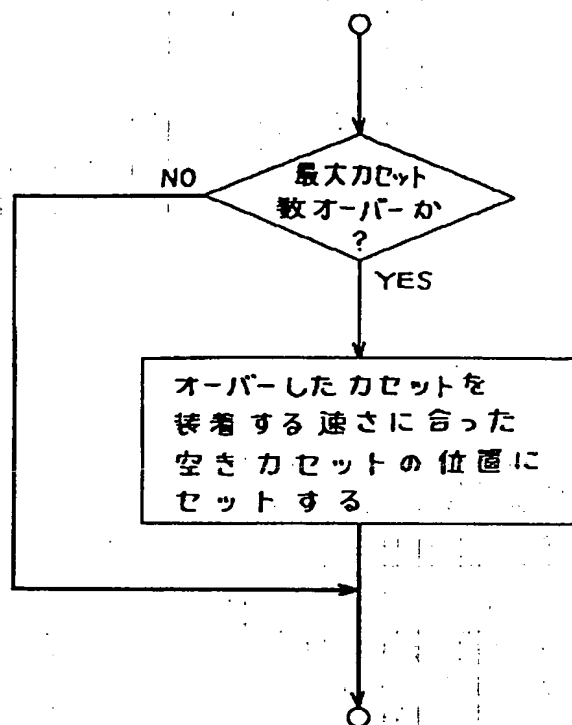 最大カセット
数オーバーか
?
NO
YES
オーバーしたカセットを
装着する速さに合った
空きカセットの位置に
セットする